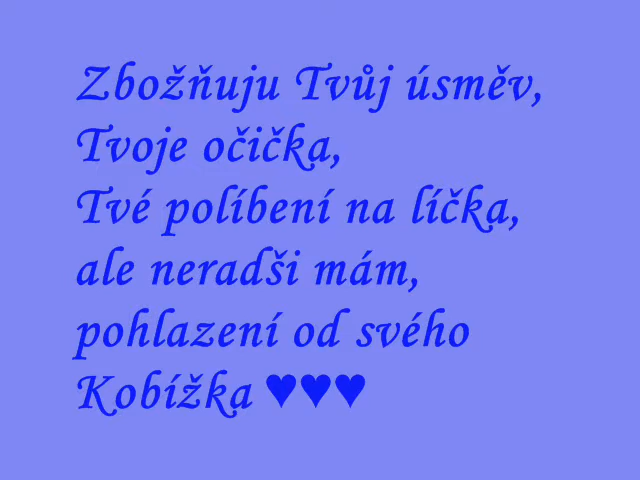 Zbožňuju Tvůj úsměv,
Tvoje očička,
Tvé políbení na líčka,
ale neradši mám,
pohlazení od svého
Kobížka ♥♥♥